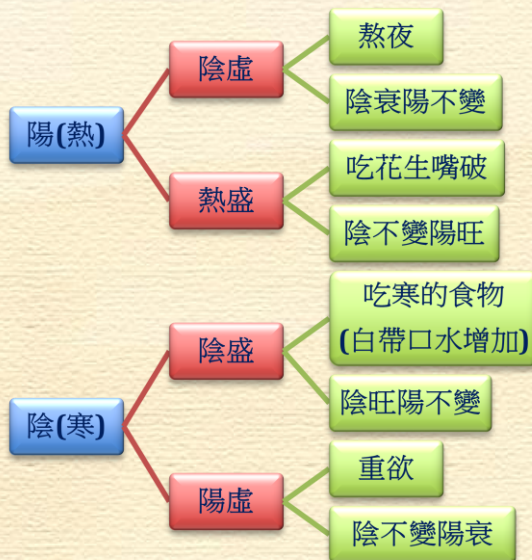 陽(熱)
陰虛
熬夜
陰衰陽不變
熱盛
吃花生嘴破
陰不變陽旺
陰(寒)
陰盛
吃寒的食物
(白帶口水增加)
陰旺陽不變
陽虛
重欲
陰不變陽衰